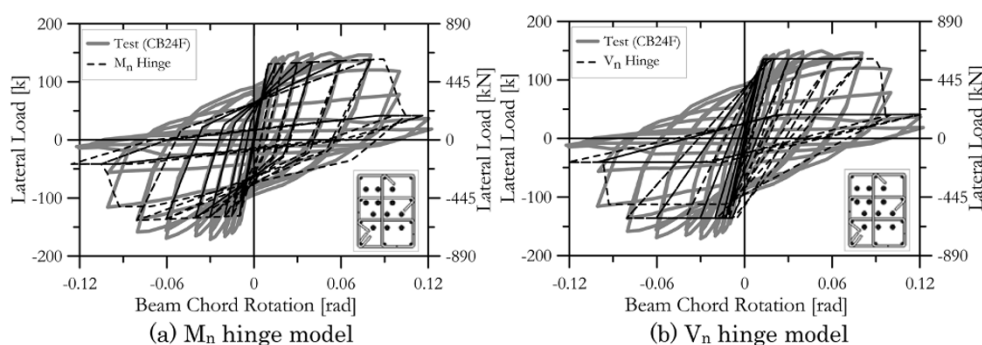 200
100
0
-100
-200
Lateral Load [k]
890
445
0
-445
-890
Lateral Load [kN]
Test (CB24F)
Mn Hinge
-0.12
-0.06
0
0.06
0.12
Beam Chord Rotation [rad]
(a) Mn hinge model
200
100
0
-100
-200
Lateral Load [k]
890
445
0
-445
-890
Lateral Load [kN]
Test (CB24F)
Vn Hinge
-0.12
-0.06
0
0.06
0.12
Beam Chord Rotation [rad]
(b) Vn hinge model